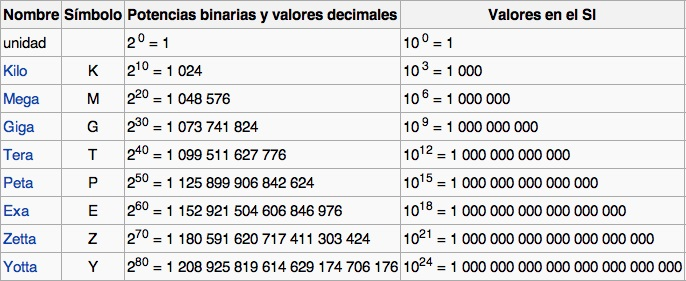 Nombre Símbolo Potencias binarias y valores decimales Valores en el SI
unidad 2^0 = 1 10^0 = 1
Kilo K 2^10 = 1 024 10^3 = 1 000
Mega M 2^20 = 1 048 576 10^6 = 1 000 000
Giga G 2^30 = 1 073 741 824 10^9 = 1 000 000 000
Tera T 2^40 = 1 099 511 627 776 10^12 = 1 000 000 000 000
Peta P 2^50 = 1 125 899 906 842 624 10^15 = 1 000 000 000 000 000
Exa E 2^60 = 1 152 921 504 606 846 976 10^18 = 1 000 000 000 000 000 000
Zetta Z 2^70 = 1 180 591 620 717 411 303 424 10^21 = 1 000 000 000 000 000 000 000
Yotta Y 2^80 = 1 208 925 819 614 629 174 706 176 10^24 = 1 000 000 000 000 000 000 000 000